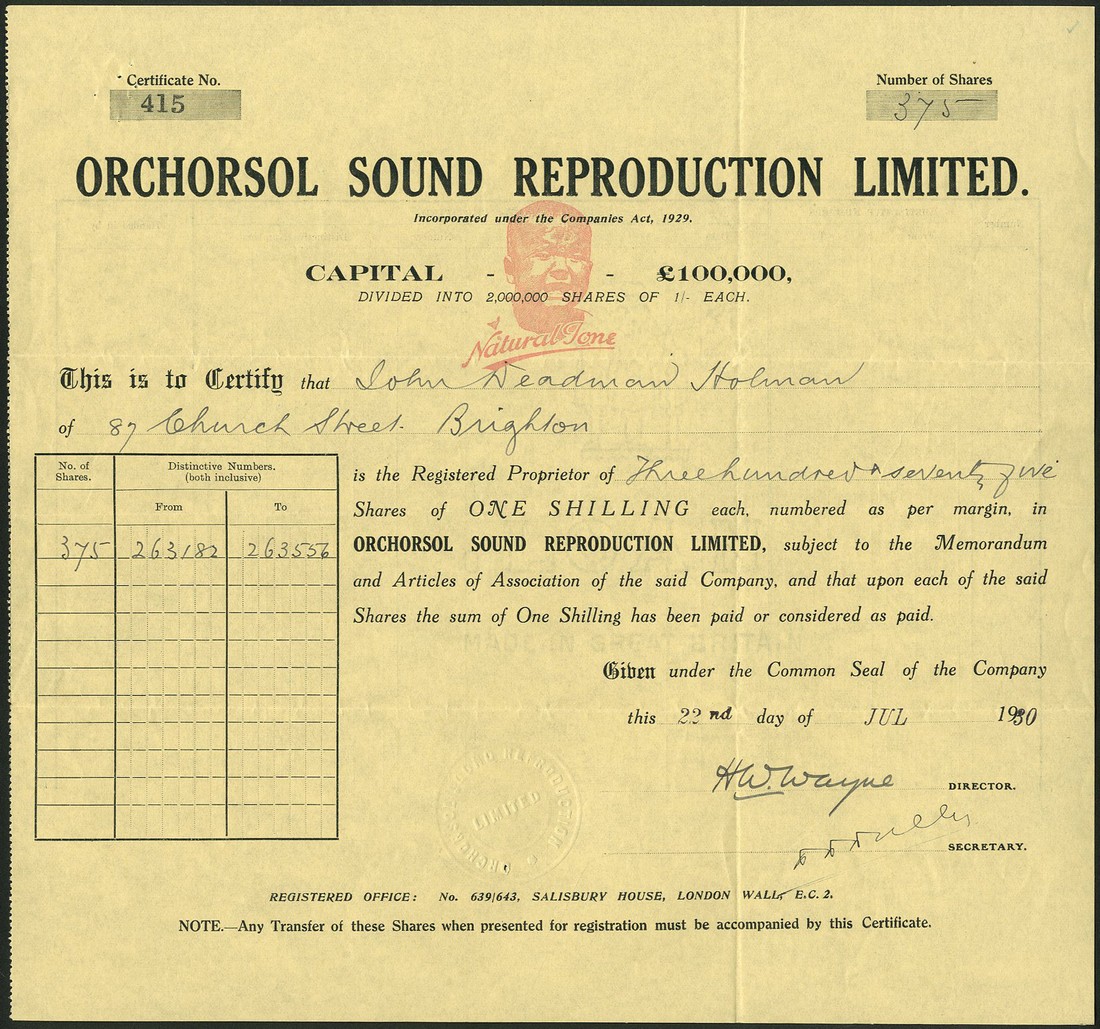 Certificate No.
415
Number of Shares
375
ORCHORSOL SOUND REPRODUCTION LIMITED.
Incorporated under the Companies Act, 1929.
CAPITAL - - £100,000,
DIVIDED INTO 2,000,000 SHARES OF 1/- EACH.
A
Natural Tone
This is to Certify that John Deadman Holman
of 87 Church Street. Brighton
is the Registered Proprietor of Three hundred & seventy five
Shares of ONE SHILLING each, numbered as per margin, in
ORCHORSOL SOUND REPRODUCTION LIMITED, subject to the Memorandum
and Articles of Association of the said Company, and that upon each of the said
Shares the sum of One Shilling has been paid or considered as paid.
No. of Shares.
Distinctive Numbers.
(both inclusive)
From To
375 263182 263556
Given under the Common Seal of the Company
this 22nd day of JUL 1930
H.W. Wayne DIRECTOR.
SECRETARY.
ORCHORSOL SOUND REPRODUCTION
LIMITED
REGISTERED OFFICE: No. 639/643, SALISBURY HOUSE, LONDON WALL, E.C. 2.
NOTE.—Any Transfer of these Shares when presented for registration must be accompanied by this Certificate.